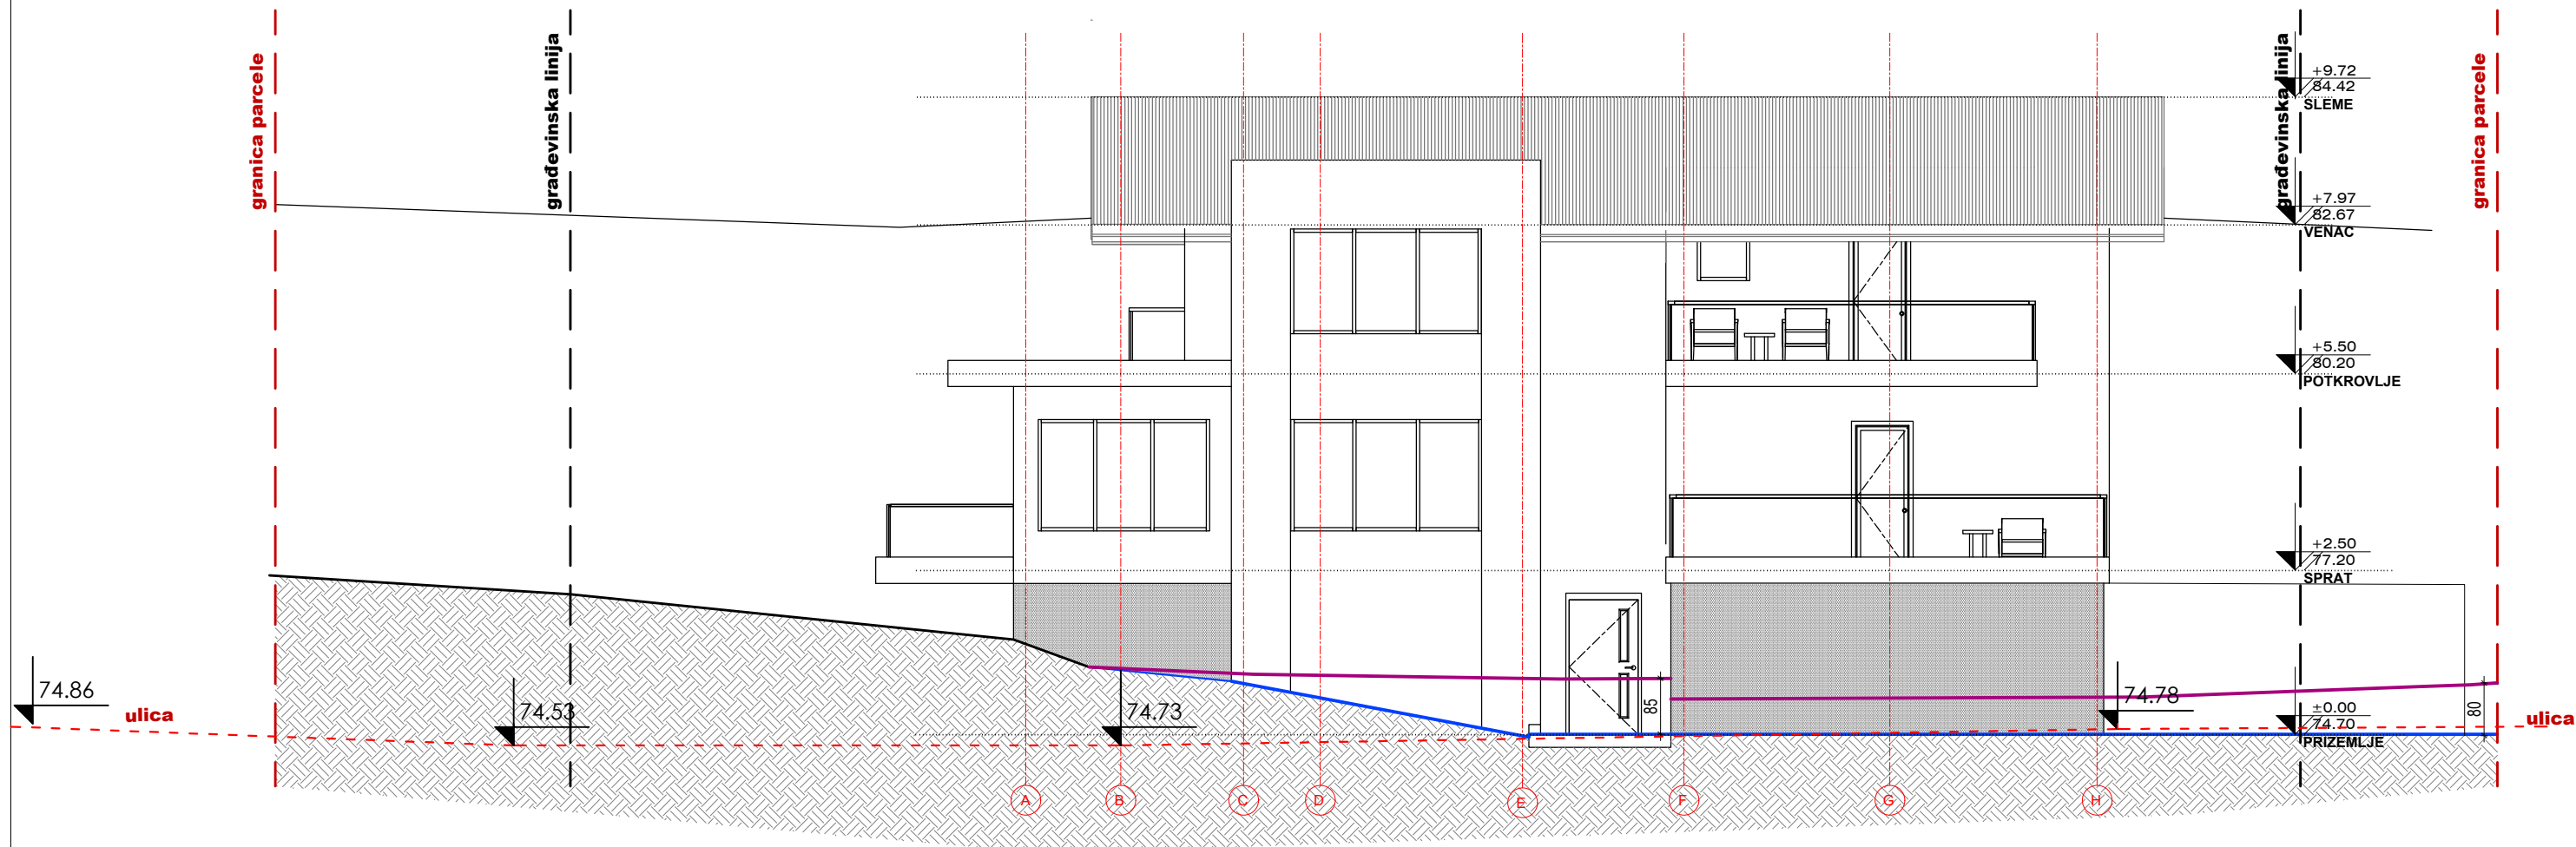 granica parcele
građevinska linija
građevinska linija
granica parcele
+9.72
84.42
SLEME
+7.97
82.67
VENAC
+5.50
80.20
POTKROVLJE
+2.50
77.20
SPRAT
74.86
ulica
74.53
74.73
85
74.78
±0.00
74.70
PRIZEMLJE
80
ulica
A
B
C
D
E
F
G
H